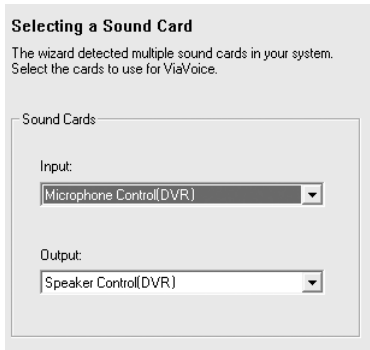 Selecting a Sound Card
The wizard detected multiple sound cards in your system.
Select the cards to use for ViaVoice.
Sound Cards
Input:
Microphone Control(DVR)
Output:
Speaker Control(DVR)